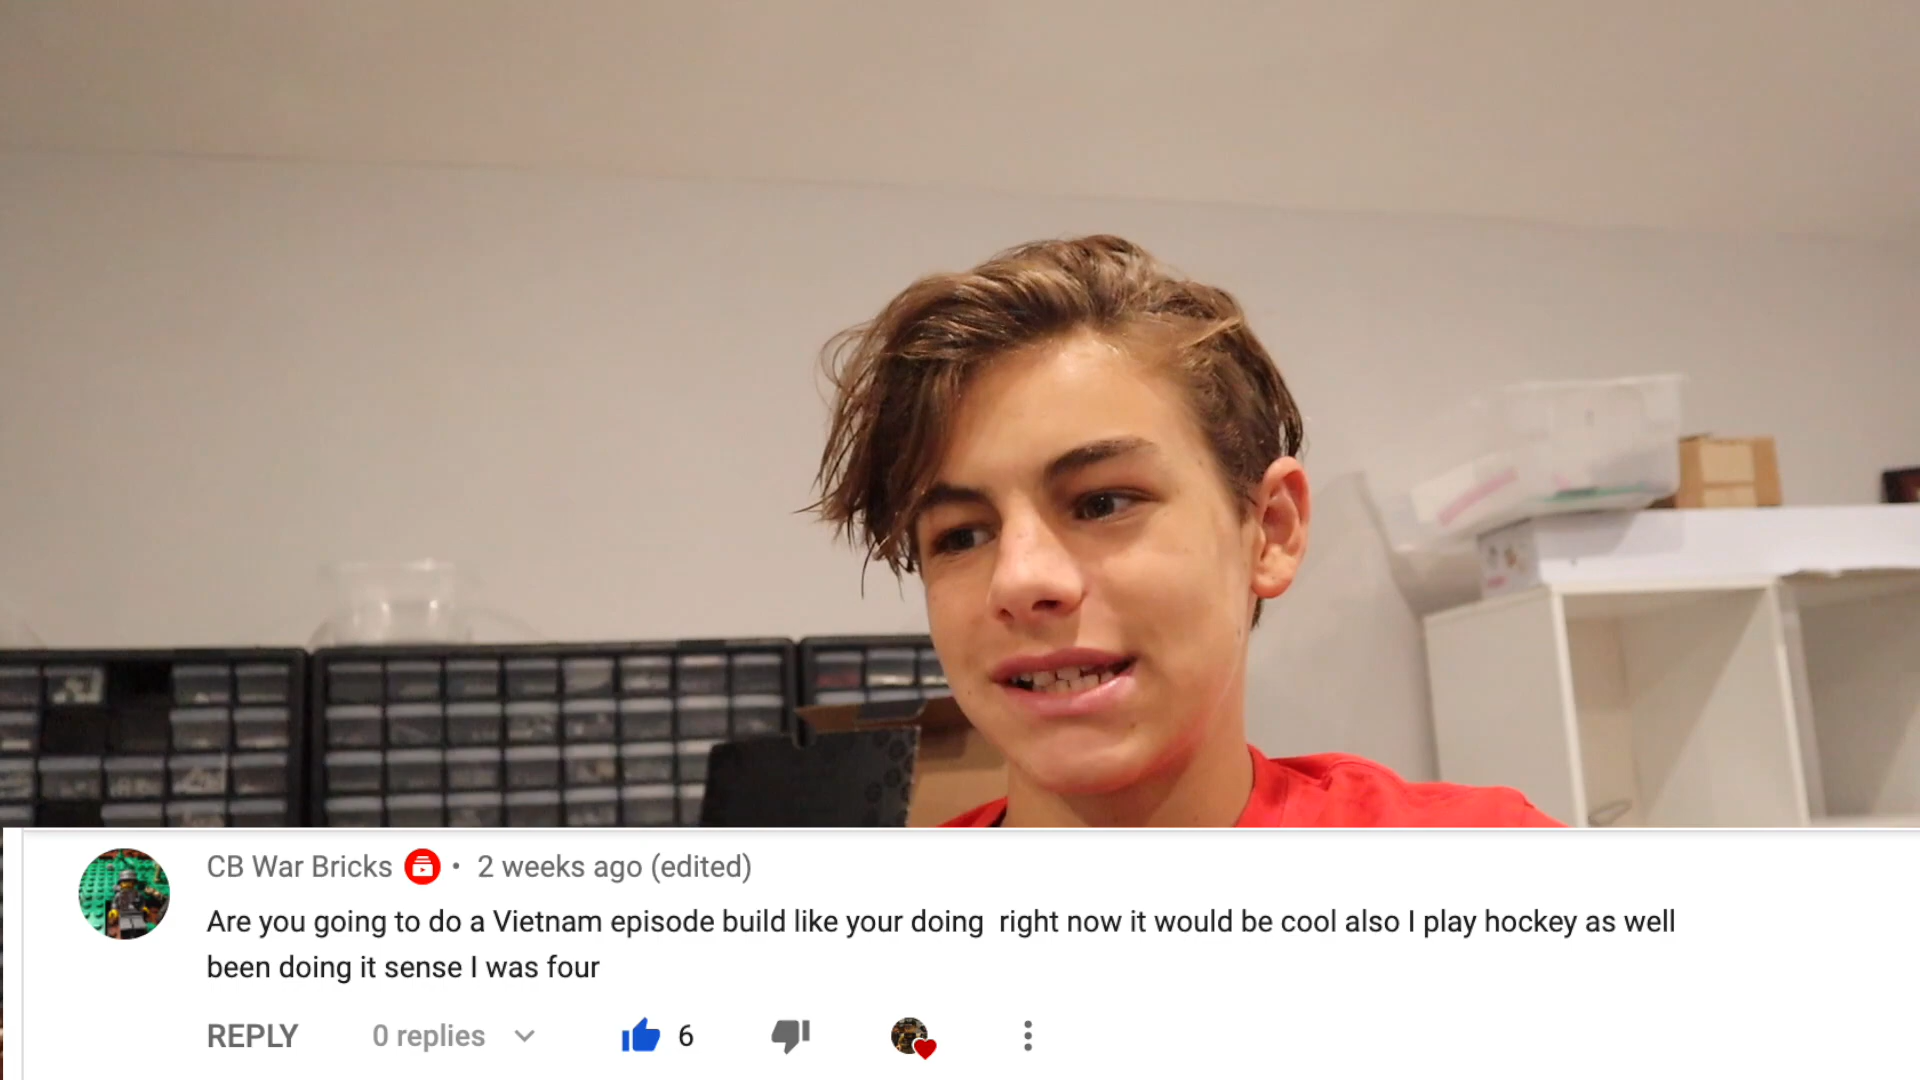 CB War Bricks • 2 weeks ago (edited)
Are you going to do a Vietnam episode build like your doing  right now it would be cool also I play hockey as well
been doing it sense I was four
REPLY 0 replies 6